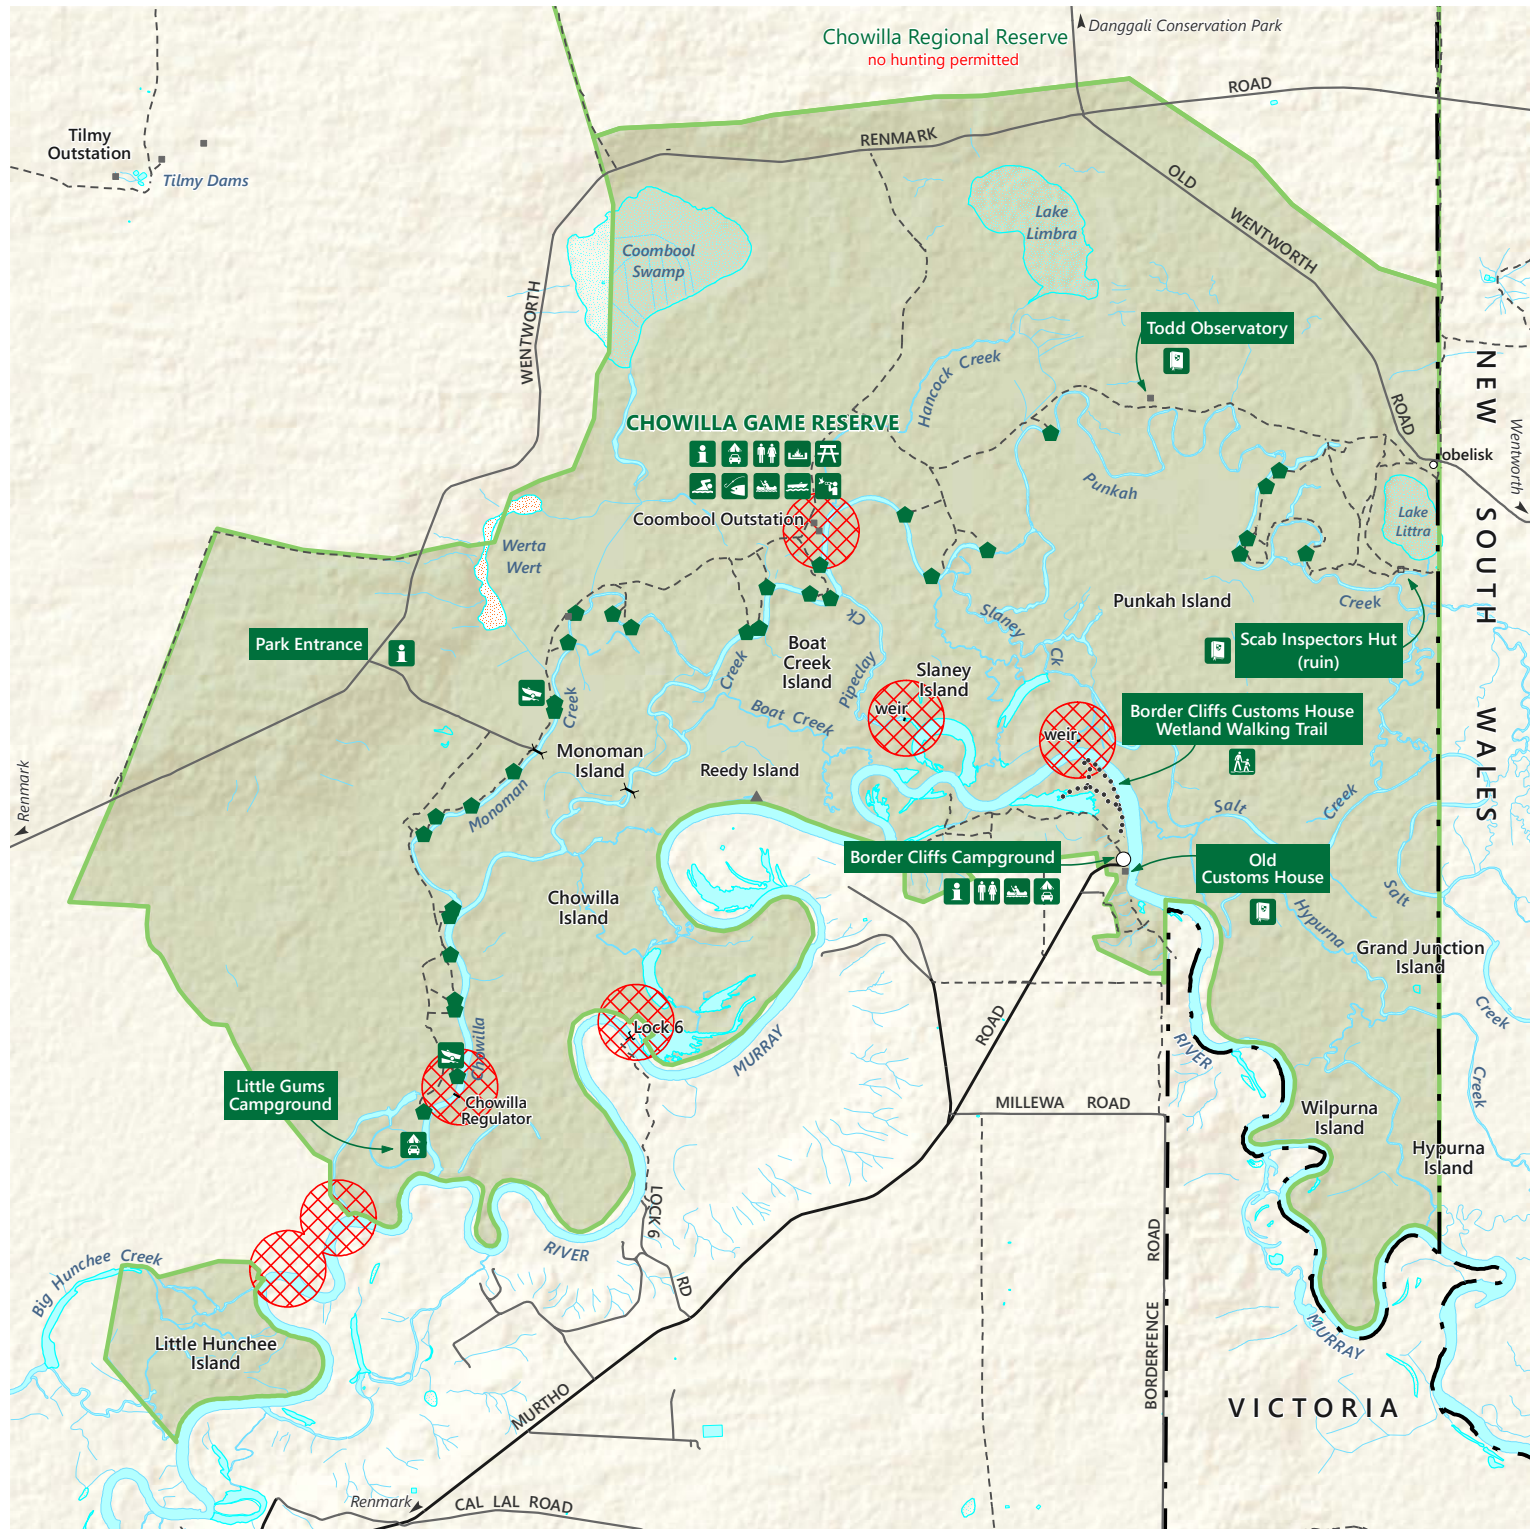 Danggali Conservation Park
Chowilla Regional Reserve
no hunting permitted
ROAD
RENMARK
OLD
WENTWORTH
ROAD
Tilmy
Outstation
Tilmy Dams
Coombool
Swamp
Lake
Limbra
WENTWORTH
Todd Observatory
Hancock Creek
CHOWILLA GAME RESERVE
obelisk
Wentworth
NEW SOUTH WALES
Punkah
Coombool Outstation
Lake
Littra
Werta
Wert
Punkah Island
Creek
Slaney
Ck
Ck
Park Entrance
Scab Inspectors Hut
(ruin)
Boat
Creek
Island
Creek
Pipeclay
Slaney
Island
weir
weir
Boat Creek
Border Cliffs Customs House
Wetland Walking Trail
Creek
Monoman
Island
Monoman
Reedy Island
Renmark
Salt
Creek
Border Cliffs Campground
Old
Customs House
Salt
Hypurna
Creek
Grand Junction
Island
Chowilla
Island
Lock 6
MURRAY
ROAD
RIVER
Chowilla
Little Gums
Campground
Chowilla
Regulator
MILLEWA ROAD
Wilpurna
Island
Creek
Hypurna
Island
LOCK 6
RD
RIVER
Big Hunchee Creek
Little Hunchee
Island
BORDERFENCE ROAD
MURRAY
VICTORIA
MURTHO
Renmark
CAL LAL ROAD